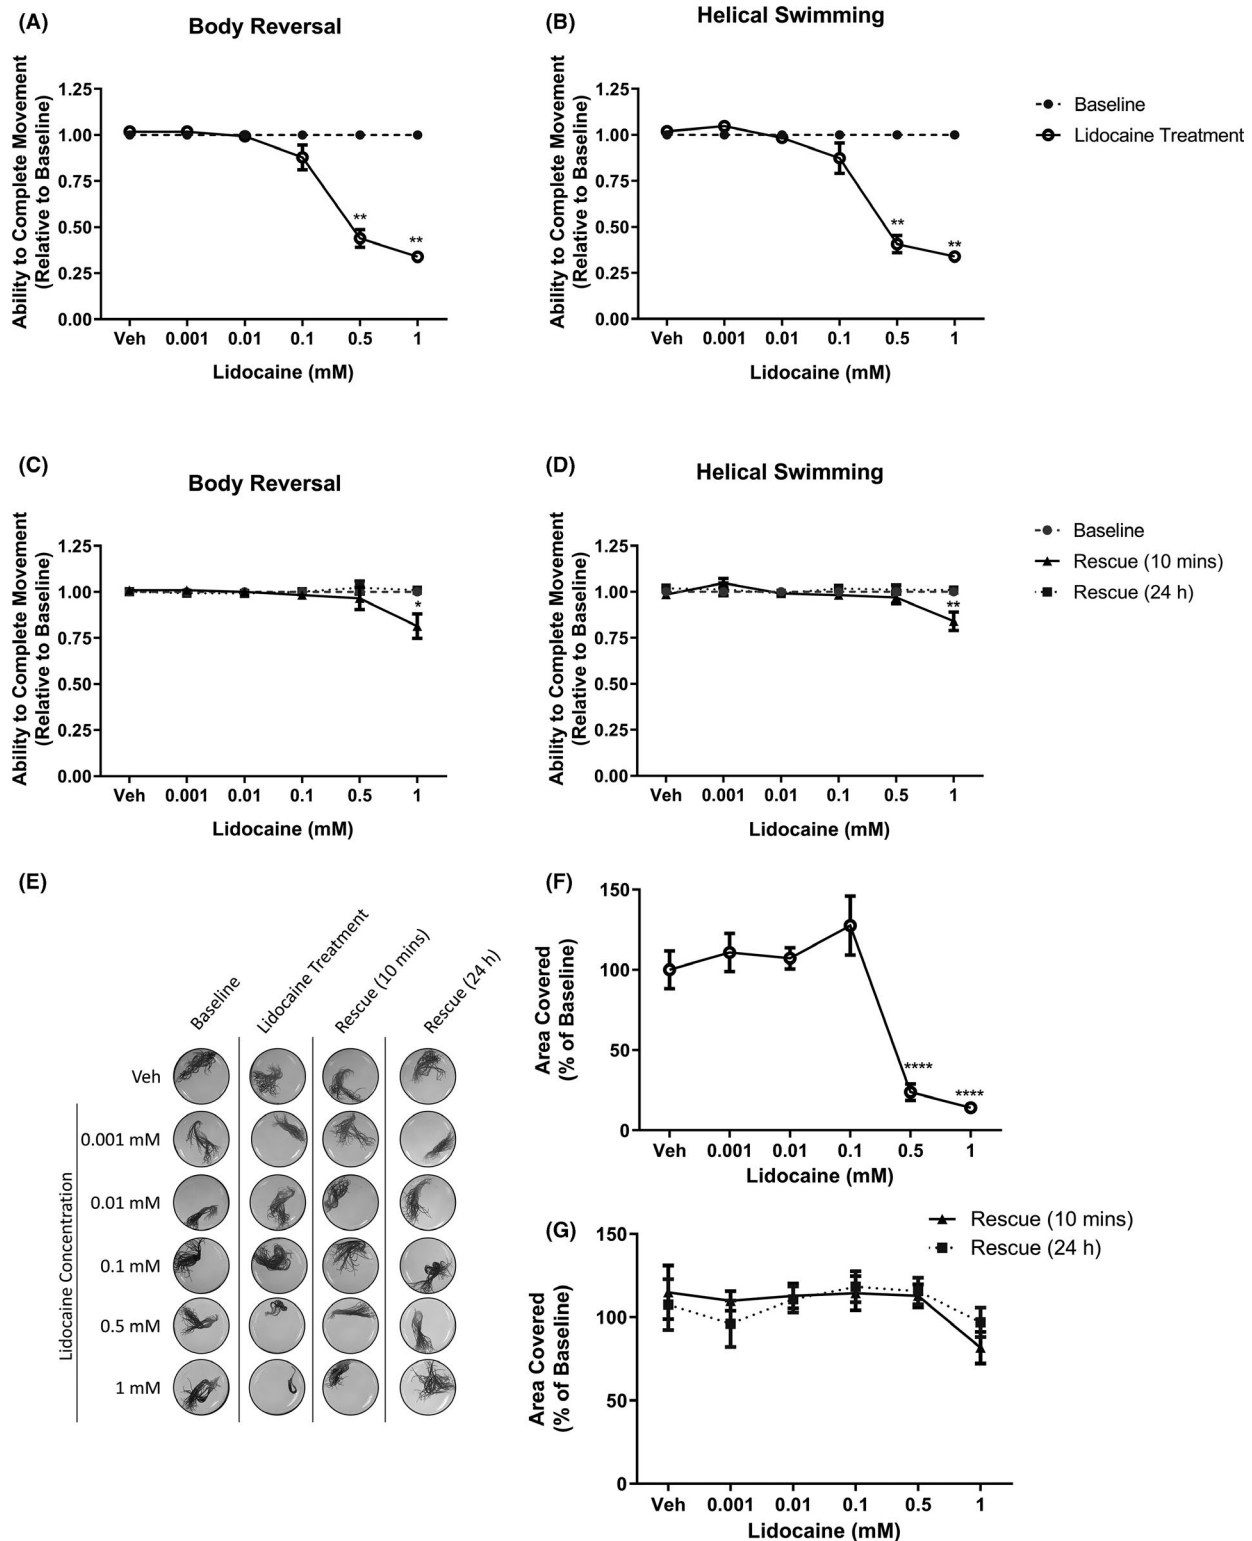 (A)
Body Reversal
Ability to Complete Movement
(Relative to Baseline)
1.25
1.00
0.75
0.50
0.25
0.00
**
**
Veh 0.001 0.01 0.1 0.5 1
Lidocaine (mM)
(B)
Helical Swimming
Ability to Complete Movement
(Relative to Baseline)
1.25
1.00
0.75
0.50
0.25
0.00
**
**
Veh 0.001 0.01 0.1 0.5 1
Lidocaine (mM)
Baseline
Lidocaine Treatment
(C)
Body Reversal
Ability to Complete Movement
(Relative to Baseline)
1.25
1.00
0.75
0.50
0.25
0.00
*
Veh 0.001 0.01 0.1 0.5 1
Lidocaine (mM)
(D)
Helical Swimming
Ability to Complete Movement
(Relative to Baseline)
1.25
1.00
0.75
0.50
0.25
0.00
**
Veh 0.001 0.01 0.1 0.5 1
Lidocaine (mM)
Baseline
Rescue (10 mins)
Rescue (24 h)
(E)
Baseline
Lidocaine Treatment
Rescue (10 mins)
Rescue (24 h)
Lidocaine Concentration
Veh
0.001 mM
0.01 mM
0.1 mM
0.5 mM
1 mM
(F)
Area Covered
(% of Baseline)
150
100
50
0
****
****
Veh 0.001 0.01 0.1 0.5 1
Lidocaine (mM)
(G)
Rescue (10 mins)
Rescue (24 h)
Area Covered
(% of Baseline)
150
100
50
0
Veh 0.001 0.01 0.1 0.5 1
Lidocaine (mM)